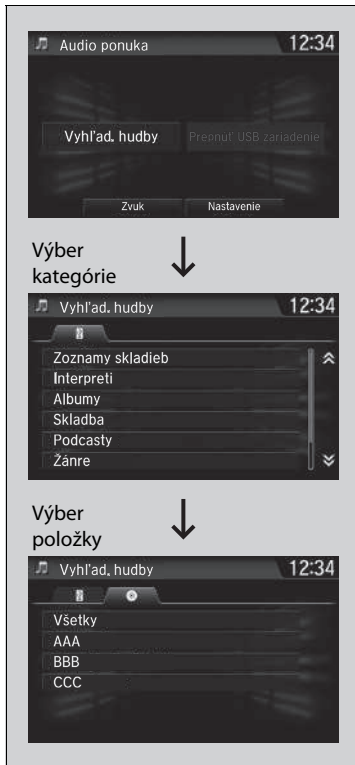 Audio ponuka 12:34
Vyhľad. hudby Prepnúť USB zariadenie
Zvuk Nastavenie
Výber
kategórie
Vyhľad. hudby 12:34
Zoznamy skladieb
Interpreti
Albumy
Skladba
Podcasty
Žánre
Výber
položky
Vyhľad. hudby 12:34
Všetky
AAA
BBB
CCC